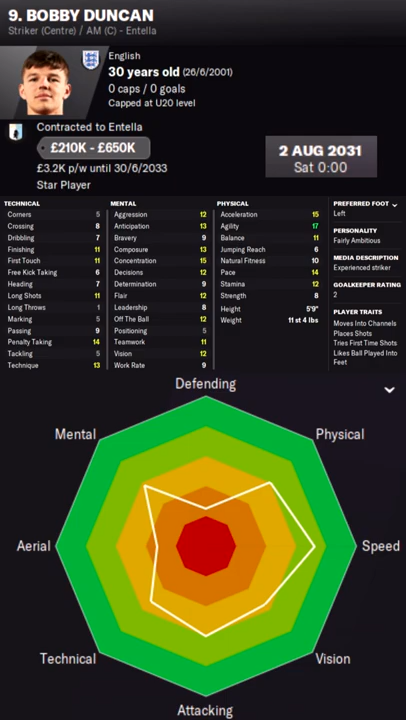 9. BOBBY DUNCAN
Striker (Centre) / AM (C) - Entella
English
30 years old (26/6/2001)
0 caps / 0 goals
Capped at U20 level
Contracted to Entella
£210K - £650K
£3.2K p/w until 30/6/2033
Star Player
2 AUG 2031
Sat 0:00
TECHNICAL
Corners 5
Crossing 8
Dribbling 7
Finishing 11
First Touch 11
Free Kick Taking 6
Heading 7
Long Shots 11
Long Throws 1
Marking 5
Passing 9
Penalty Taking 14
Tackling 5
Technique 13
MENTAL
Aggression 12
Anticipation 13
Bravery 9
Composure 13
Concentration 15
Decisions 12
Determination 9
Flair 12
Leadership 8
Off The Ball 12
Positioning 5
Teamwork 11
Vision 12
Work Rate 9
PHYSICAL
Acceleration 15
Agility 17
Balance 11
Jumping Reach 6
Natural Fitness 10
Pace 14
Stamina 12
Strength 8
Height 5'9"
Weight 11 st 4 lbs
PREFERRED FOOT
Left
PERSONALITY
Fairly Ambitious
MEDIA DESCRIPTION
Experienced striker
GOALKEEPER RATING
2
PLAYER TRAITS
Moves Into Channels
Places Shots
Tries First Time Shots
Likes Ball Played Into
Feet
Defending
Mental
Physical
Aerial
Speed
Technical
Vision
Attacking